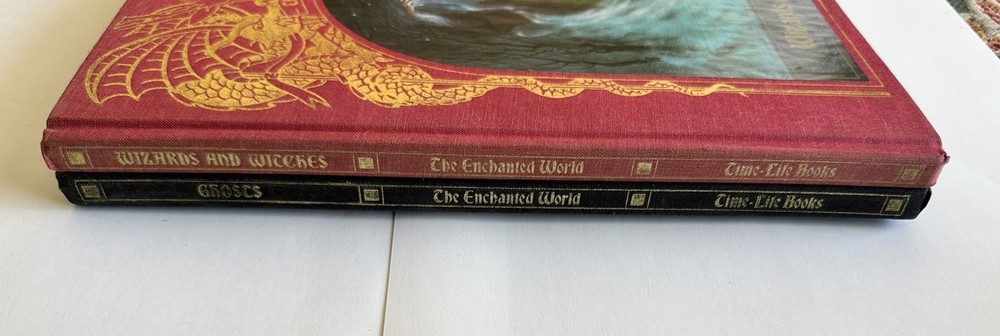 WIZARDS AND WITCHES The Enchanted World Time-Life Books
GHOSTS The Enchanted World Time-Life Books